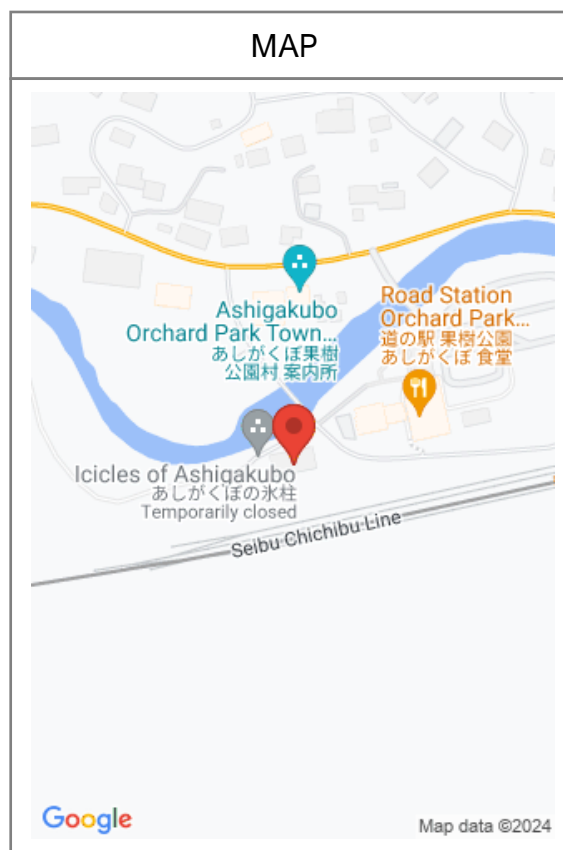 MAP
Ashigakubo
Orchard Park Town...
あしがくぼ果樹
公園村 案内所
Road Station
Orchard Park...
道の駅 果樹公園
あしがくぼ 食堂
Icicles of Ashigakubo
あしがくぼの氷柱
Temporarily closed
Seibu Chichibu Line
Google
Map data ©2024